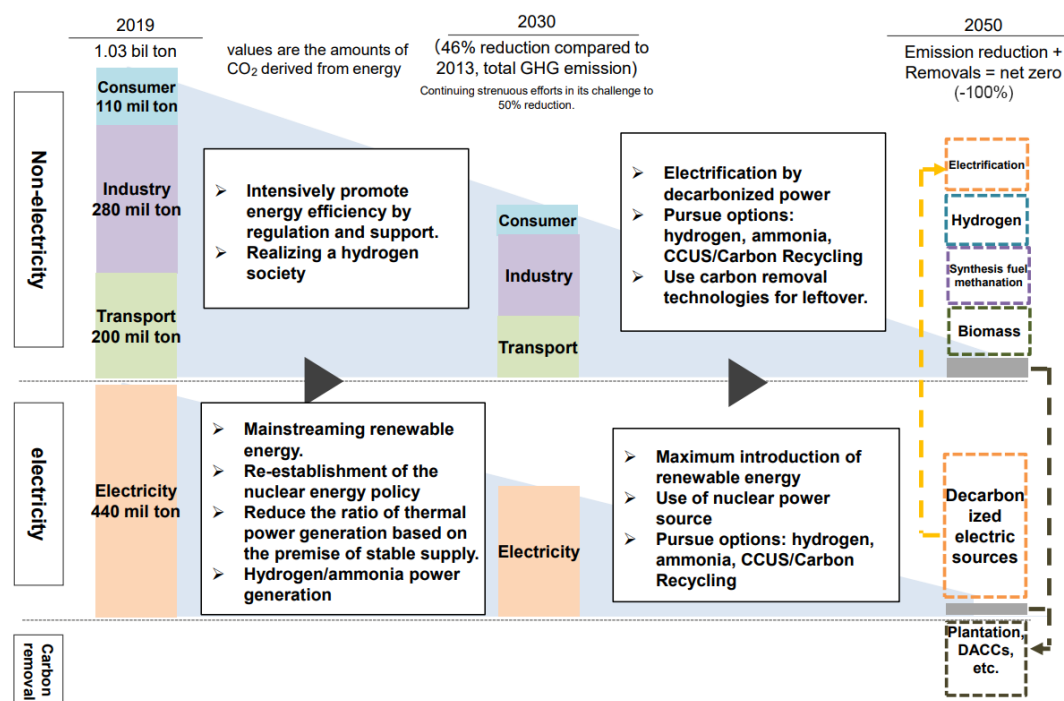 2019
1.03 bil ton
values are the amounts of
CO₂ derived from energy
2030
(46% reduction compared to
2013, total GHG emission)
Continuing strenuous efforts in its challenge to
50% reduction.
2050
Emission reduction +
Removals = net zero
(-100%)
Non-electricity
Consumer
110 mil ton
Industry
280 mil ton
Transport
200 mil ton
➢ Intensively promote
energy efficiency by
regulation and support.
➢ Realizing a hydrogen
society
Consumer
Industry
Transport
➢ Electrification by
decarbonized power
➢ Pursue options:
hydrogen, ammonia,
CCUS/Carbon Recycling
➢ Use carbon removal
technologies for leftover.
Electrification
Hydrogen
Synthesis fuel
methanation
Biomass
electricity
Electricity
440 mil ton
➢ Mainstreaming renewable
energy.
➢ Re-establishment of the
nuclear energy policy
➢ Reduce the ratio of thermal
power generation based on
the premise of stable supply.
➢ Hydrogen/ammonia power
generation
Electricity
➢ Maximum introduction of
renewable energy
➢ Use of nuclear power
source
➢ Pursue options: hydrogen,
ammonia, CCUS/Carbon
Recycling
Decarbon
ized
electric
sources
Carbon
removal
Plantation,
DACCs,
etc.